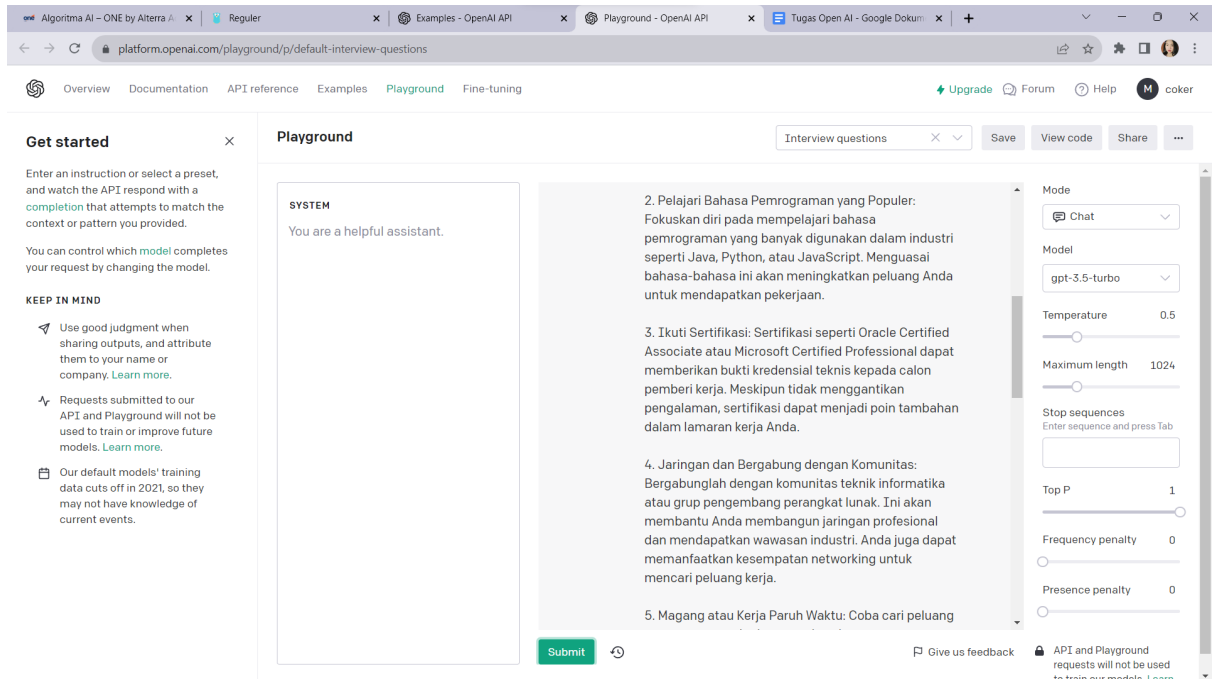 Algoritma AI – ONE by Alterra A
Reguler
Examples - OpenAI API
Playground - OpenAI API
Tugas Open AI - Google Dokum
platform.openai.com/playground/p/default-interview-questions
Overview Documentation API reference Examples Playground Fine-tuning
Upgrade Forum Help M coker
Get started
Enter an instruction or select a preset,
and watch the API respond with a
completion that attempts to match the
context or pattern you provided.
You can control which model completes
your request by changing the model.
KEEP IN MIND
Use good judgment when
sharing outputs, and attribute
them to your name or
company. Learn more.
Requests submitted to our
API and Playground will not be
used to train or improve future
models. Learn more.
Our default models' training
data cuts off in 2021, so they
may not have knowledge of
current events.
Playground
Interview questions
Save
View code
Share
...
SYSTEM
You are a helpful assistant.
2. Pelajari Bahasa Pemrograman yang Populer:
Fokuskan diri pada mempelajari bahasa
pemrograman yang banyak digunakan dalam industri
seperti Java, Python, atau JavaScript. Menguasai
bahasa-bahasa ini akan meningkatkan peluang Anda
untuk mendapatkan pekerjaan.
3. Ikuti Sertifikasi: Sertifikasi seperti Oracle Certified
Associate atau Microsoft Certified Professional dapat
memberikan bukti kredensial teknis kepada calon
pemberi kerja. Meskipun tidak menggantikan
pengalaman, sertifikasi dapat menjadi poin tambahan
dalam lamaran kerja Anda.
4. Jaringan dan Bergabung dengan Komunitas:
Bergabunglah dengan komunitas teknik informatika
atau grup pengembang perangkat lunak. Ini akan
membantu Anda membangun jaringan profesional
dan mendapatkan wawasan industri. Anda juga dapat
memanfaatkan kesempatan networking untuk
mencari peluang kerja.
5. Magang atau Kerja Paruh Waktu: Coba cari peluang
Submit
Give us feedback
Mode
Chat
Model
gpt-3.5-turbo
Temperature 0.5
Maximum length 1024
Stop sequences
Enter sequence and press Tab
Top P 1
Frequency penalty 0
Presence penalty 0
API and Playground
requests will not be used
to train our models. Learn